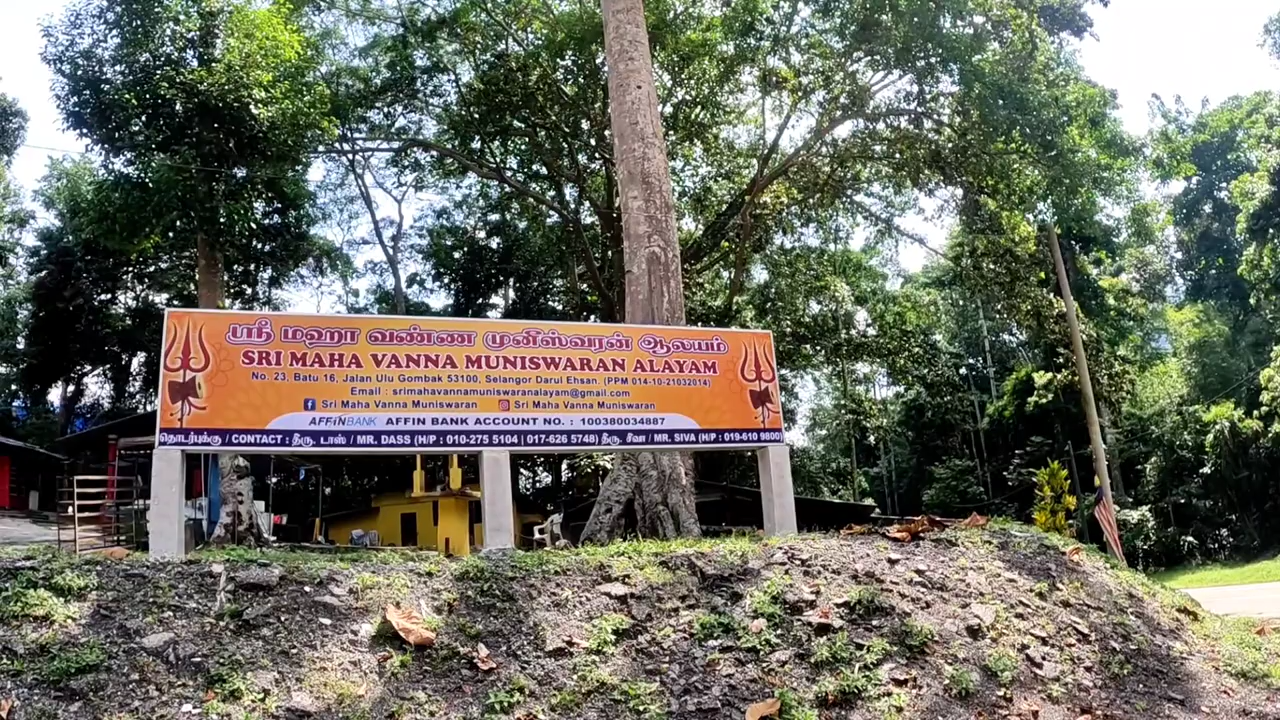 ஸ்ரீ மஹா வண்ண முனீஸ்வரன் ஆலயம்
SRI MAHA VANNA MUNISWARAN ALAYAM
No. 23, Batu 16, Jalan Ulu Gombak 53100, Selangor Darul Ehsan. (PPM 014-10-21032014)
Email : srimahavannamuniswaranalayam@gmail.com
Sri Maha Vanna Muniswaran Sri Maha Vanna Muniswaran
AFFINBANK AFFIN BANK ACCOUNT NO. : 100380034887
தொடர்புக்கு / CONTACT : திரு. டாஸ் / MR. DASS (H/P : 010-275 5104 | 017-626 5748) திரு. சிவா / MR. SIVA (H/P : 019-610 9800)